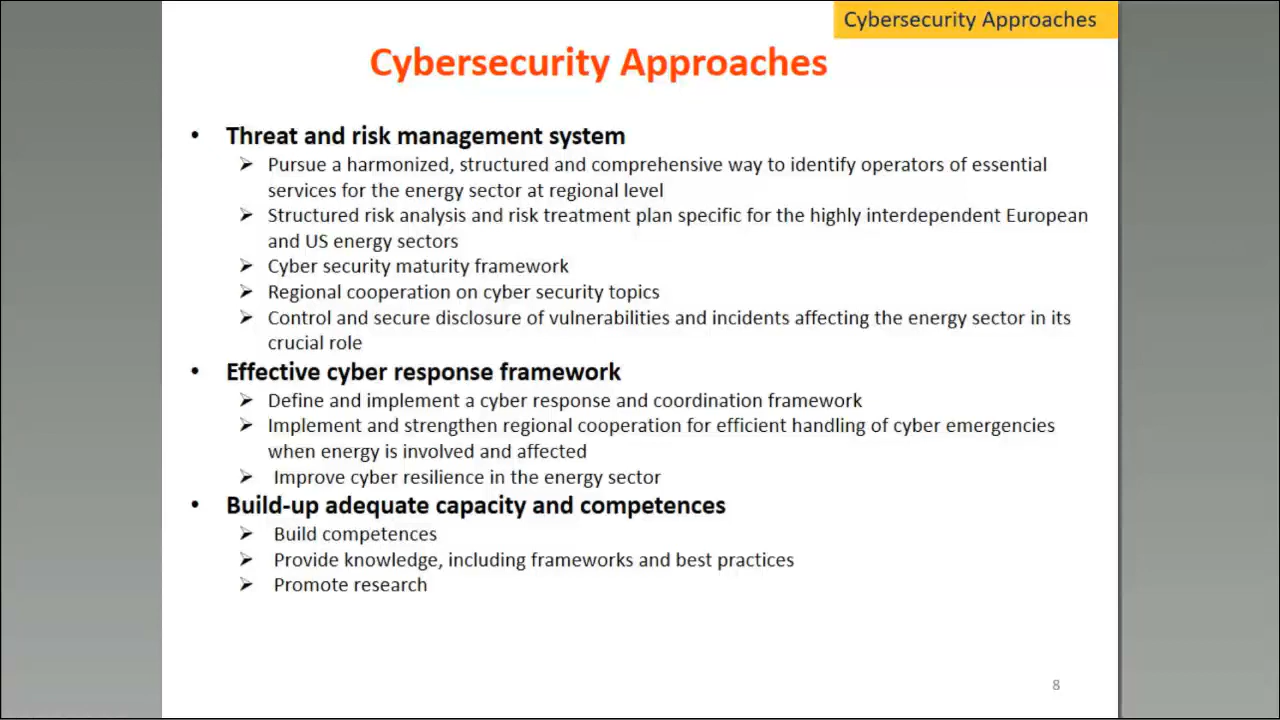 Cybersecurity Approaches
Cybersecurity Approaches
• Threat and risk management system
➢ Pursue a harmonized, structured and comprehensive way to identify operators of essential
services for the energy sector at regional level
➢ Structured risk analysis and risk treatment plan specific for the highly interdependent European
and US energy sectors
➢ Cyber security maturity framework
➢ Regional cooperation on cyber security topics
➢ Control and secure disclosure of vulnerabilities and incidents affecting the energy sector in its
crucial role
• Effective cyber response framework
➢ Define and implement a cyber response and coordination framework
➢ Implement and strengthen regional cooperation for efficient handling of cyber emergencies
when energy is involved and affected
➢ Improve cyber resilience in the energy sector
• Build-up adequate capacity and competences
➢ Build competences
➢ Provide knowledge, including frameworks and best practices
➢ Promote research
8